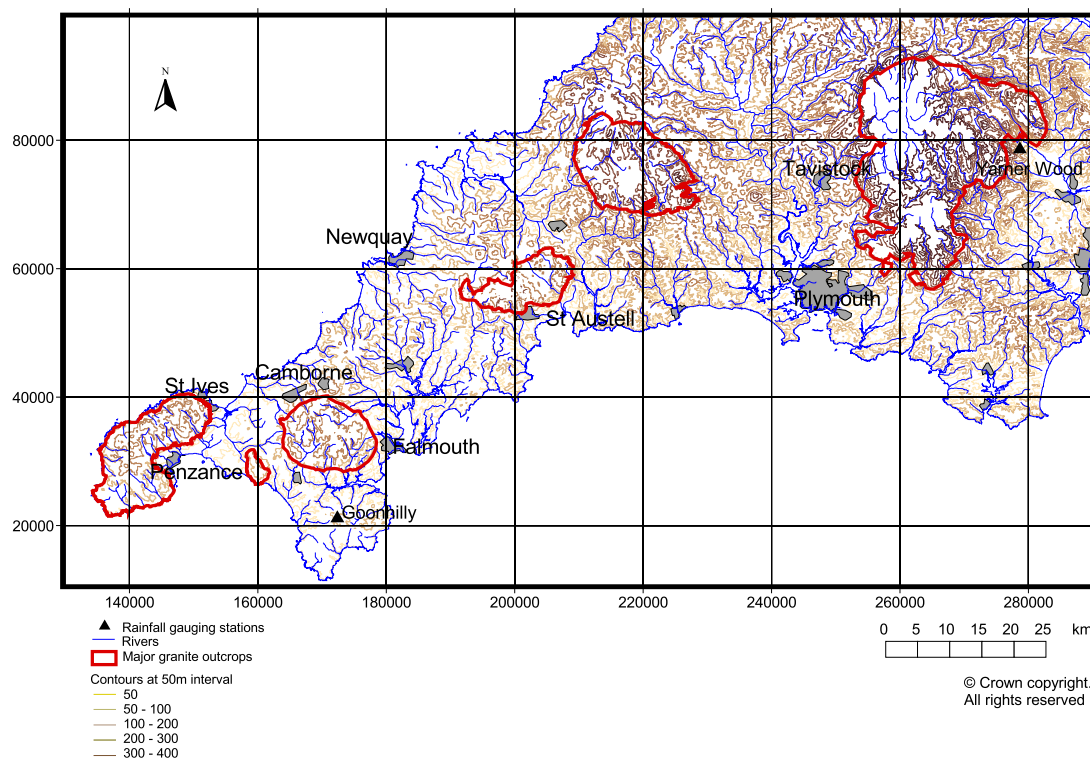 N
80000
Tavistock
Yarner Wood
Newquay
60000
Plymouth
St Austell
Camborne
St Ives
40000
Falmouth
Penzance
Goonhilly
20000
140000 160000 180000 200000 220000 240000 260000 280000
Rainfall gauging stations
Rivers
Major granite outcrops
Contours at 50m interval
50
50 - 100
100 - 200
200 - 300
300 - 400
0 5 10 15 20 25 km
© Crown copyright.
All rights reserved